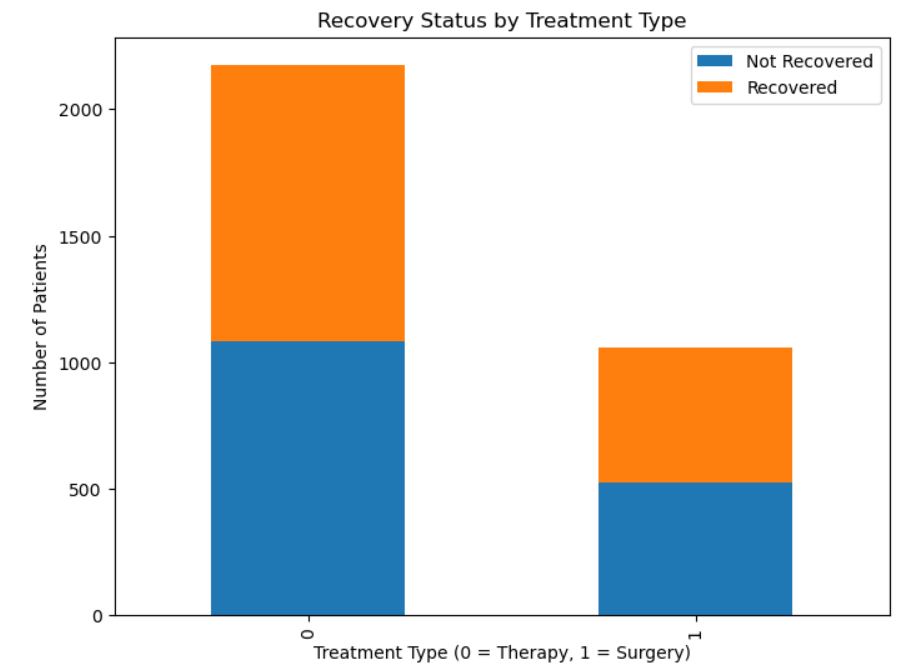 Recovery Status by Treatment Type
Not Recovered
Recovered
Number of Patients
2000
1500
1000
500
0
0
1
Treatment Type (0 = Therapy, 1 = Surgery)